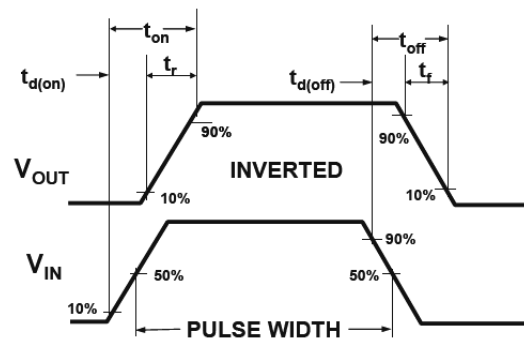 t_on
t_off
t_d(on)
t_r
t_d(off)
t_f
90%
90%
V_OUT
INVERTED
10%
10%
90%
V_IN
50%
50%
10%
PULSE WIDTH